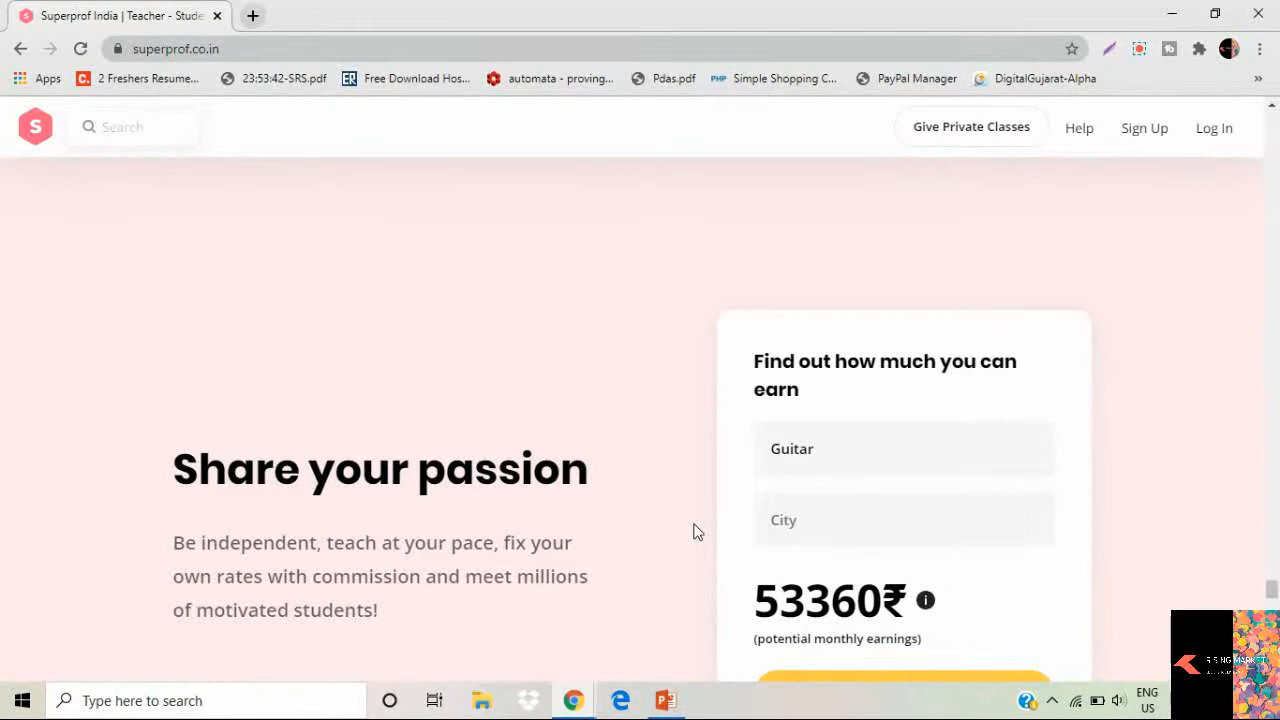 Superprof India | Teacher - Stude
superprof.co.in
Apps
2 Freshers Resume...
23:53:42-SRS.pdf
ER
Free Download Hos...
automata - proving...
Pdas.pdf
PHP
Simple Shopping C...
PayPal Manager
DigitalGujarat-Alpha
»
S
Search
Give Private Classes
Help
Sign Up
Log In
Find out how much you can
earn
Guitar
Share your passion
City
Be independent, teach at your pace, fix your
own rates with commission and meet millions
of motivated students!
53360₹
(potential monthly earnings)
Type here to search
ENG
US